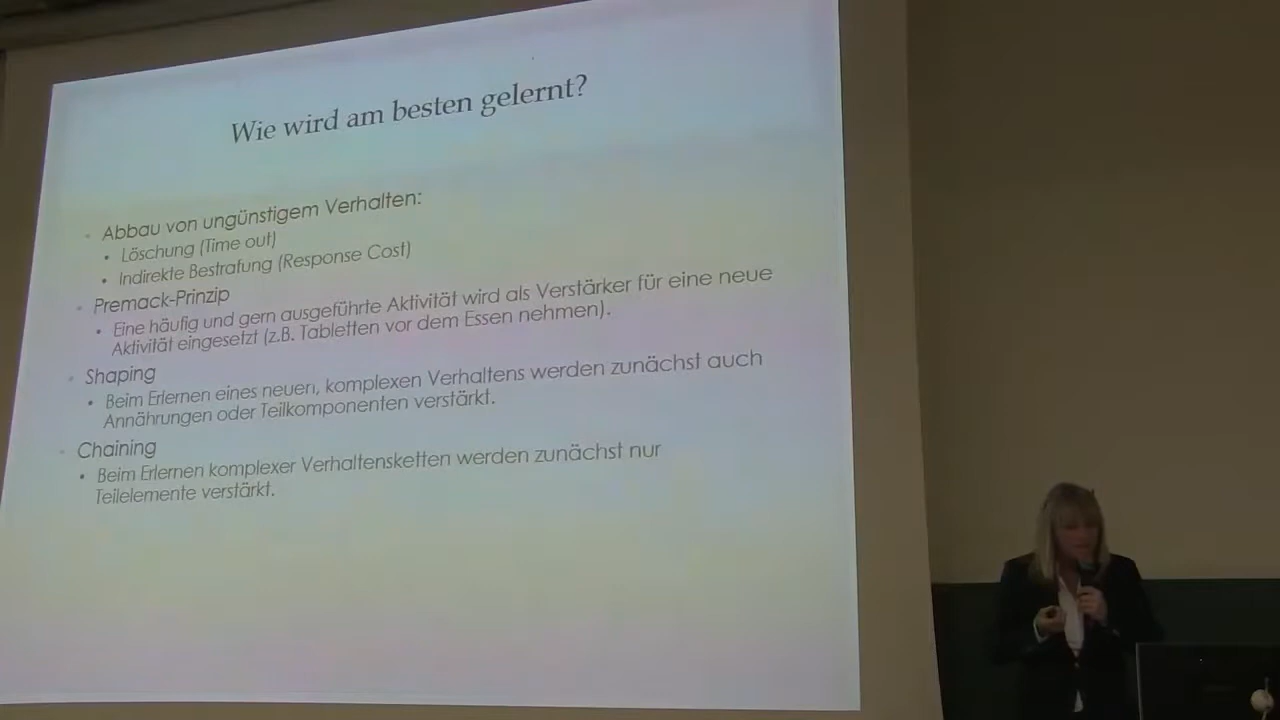 Wie wird am besten gelernt?
Abbau von ungünstigem Verhalten:
Löschung (Time out)
Indirekte Bestrafung (Response Cost)
Premack-Prinzip
Eine häufig und gern ausgeführte Aktivität wird als Verstärker für eine neue
Aktivität eingesetzt (z.B. Tabletten vor dem Essen nehmen).
Shaping
Beim Erlernen eines neuen, komplexen Verhaltens werden zunächst auch
Annährungen oder Teilkomponenten verstärkt.
Chaining
Beim Erlernen komplexer Verhaltensketten werden zunächst nur
Teilelemente verstärkt.